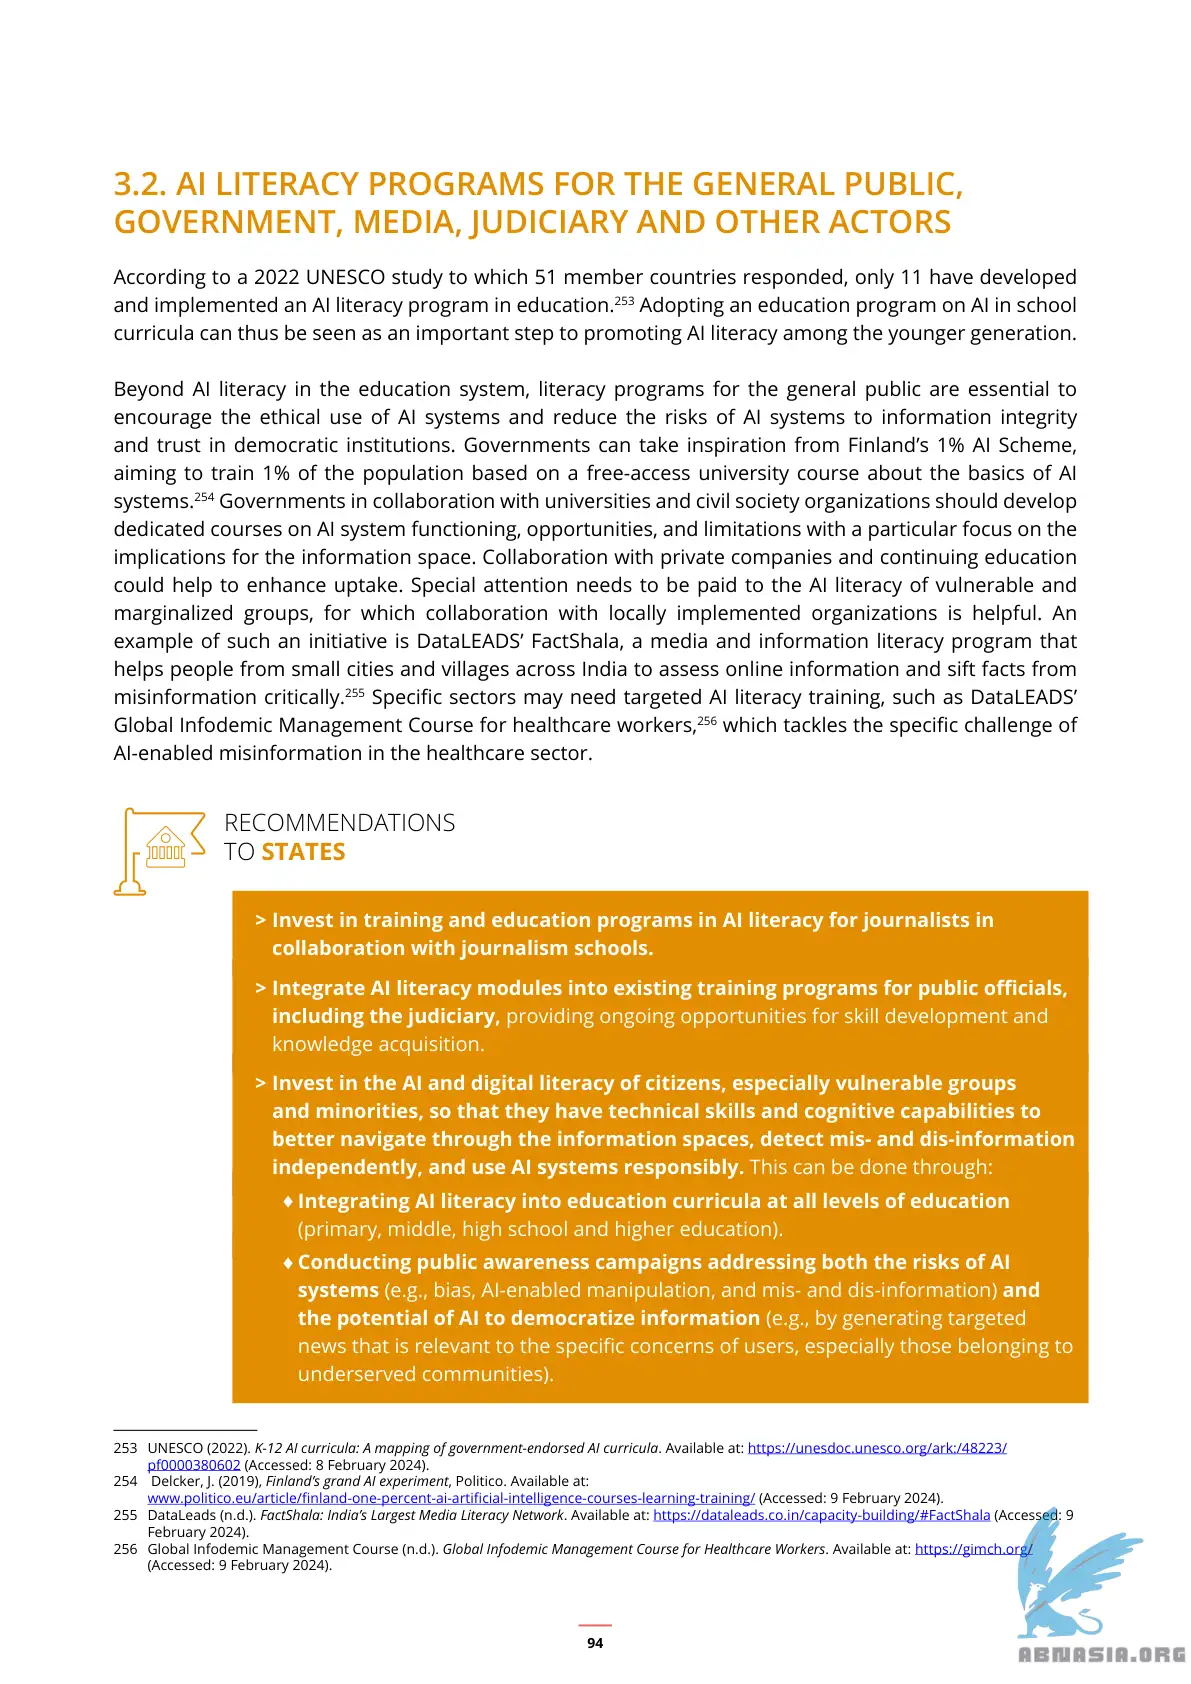 3.2. AI LITERACY PROGRAMS FOR THE GENERAL PUBLIC,
GOVERNMENT, MEDIA, JUDICIARY AND OTHER ACTORS
According to a 2022 UNESCO study to which 51 member countries responded, only 11 have developed
and implemented an AI literacy program in education.253 Adopting an education program on AI in school
curricula can thus be seen as an important step to promoting AI literacy among the younger generation.
Beyond AI literacy in the education system, literacy programs for the general public are essential to
encourage the ethical use of AI systems and reduce the risks of AI systems to information integrity
and trust in democratic institutions. Governments can take inspiration from Finland’s 1% AI Scheme,
aiming to train 1% of the population based on a free-access university course about the basics of AI
systems.254 Governments in collaboration with universities and civil society organizations should develop
dedicated courses on AI system functioning, opportunities, and limitations with a particular focus on the
implications for the information space. Collaboration with private companies and continuing education
could help to enhance uptake. Special attention needs to be paid to the AI literacy of vulnerable and
marginalized groups, for which collaboration with locally implemented organizations is helpful. An
example of such an initiative is DataLEADS’ FactShala, a media and information literacy program that
helps people from small cities and villages across India to assess online information and sift facts from
misinformation critically.255 Specific sectors may need targeted AI literacy training, such as DataLEADS’
Global Infodemic Management Course for healthcare workers,256 which tackles the specific challenge of
AI-enabled misinformation in the healthcare sector.
RECOMMENDATIONS
TO STATES
> Invest in training and education programs in AI literacy for journalists in
collaboration with journalism schools.
> Integrate AI literacy modules into existing training programs for public officials,
including the judiciary, providing ongoing opportunities for skill development and
knowledge acquisition.
> Invest in the AI and digital literacy of citizens, especially vulnerable groups
and minorities, so that they have technical skills and cognitive capabilities to
better navigate through the information spaces, detect mis- and dis-information
independently, and use AI systems responsibly. This can be done through:
♦ Integrating AI literacy into education curricula at all levels of education
(primary, middle, high school and higher education).
♦ Conducting public awareness campaigns addressing both the risks of AI
systems (e.g., bias, AI-enabled manipulation, and mis- and dis-information) and
the potential of AI to democratize information (e.g., by generating targeted
news that is relevant to the specific concerns of users, especially those belonging to
underserved communities).
253 UNESCO (2022). K-12 AI curricula: A mapping of government-endorsed AI curricula. Available at: https://unesdoc.unesco.org/ark:/48223/
pf0000380602 (Accessed: 8 February 2024).
254 Delcker, J. (2019), Finland’s grand AI experiment, Politico. Available at:
www.politico.eu/article/finland-one-percent-ai-artificial-intelligence-courses-learning-training/ (Accessed: 9 February 2024).
255 DataLeads (n.d.). FactShala: India’s Largest Media Literacy Network. Available at: https://dataleads.co.in/capacity-building/#FactShala (Accessed: 9
February 2024).
256 Global Infodemic Management Course (n.d.). Global Infodemic Management Course for Healthcare Workers. Available at: https://gimch.org/
(Accessed: 9 February 2024).
94
ABNASIA.ORG